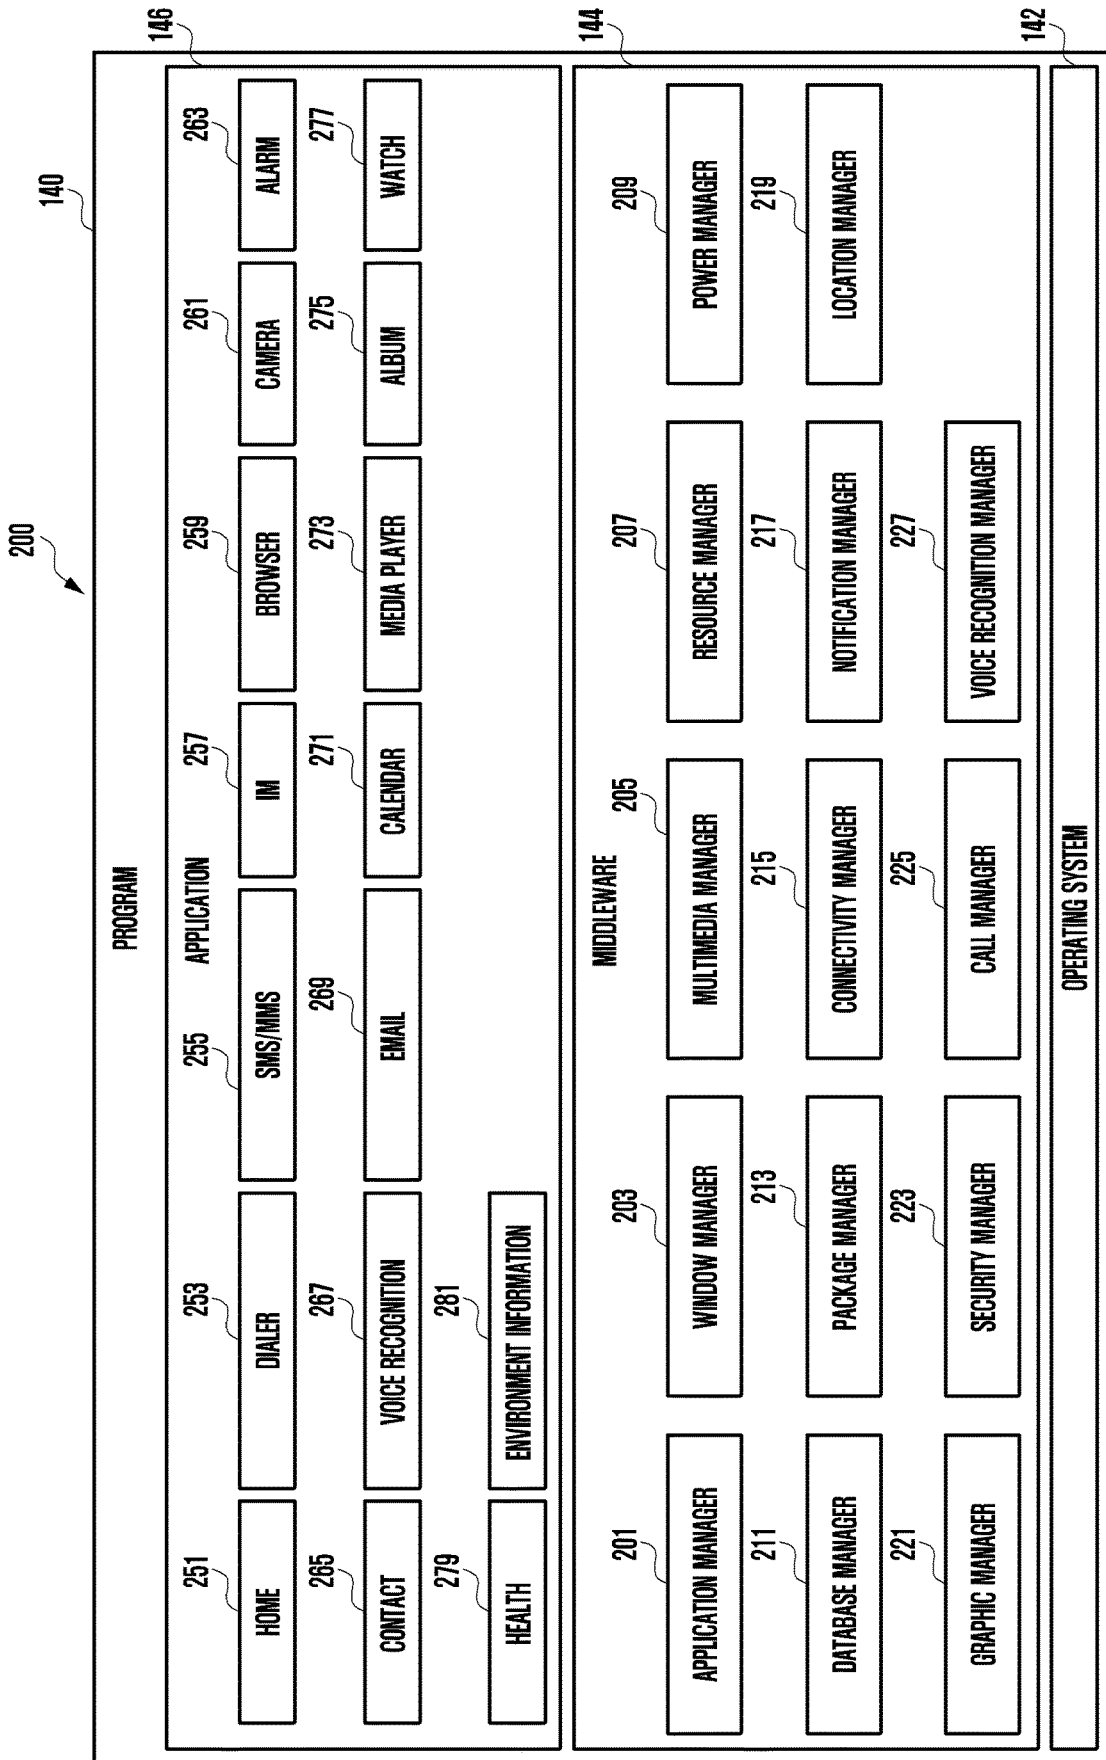 200
140
PROGRAM
146
APPLICATION
251 253 255 257 259 261 263
HOME DIALER SMS/MMS IM BROWSER CAMERA ALARM
265 267 269 271 273 275 277
CONTACT VOICE RECOGNITION EMAIL CALENDAR MEDIA PLAYER ALBUM WATCH
279 281
HEALTH ENVIRONMENT INFORMATION
144
MIDDLEWARE
201 203 205 207 209
APPLICATION MANAGER WINDOW MANAGER MULTIMEDIA MANAGER RESOURCE MANAGER POWER MANAGER
211 213 215 217 219
DATABASE MANAGER PACKAGE MANAGER CONNECTIVITY MANAGER NOTIFICATION MANAGER LOCATION MANAGER
221 223 225 227
GRAPHIC MANAGER SECURITY MANAGER CALL MANAGER VOICE RECOGNITION MANAGER
142
OPERATING SYSTEM